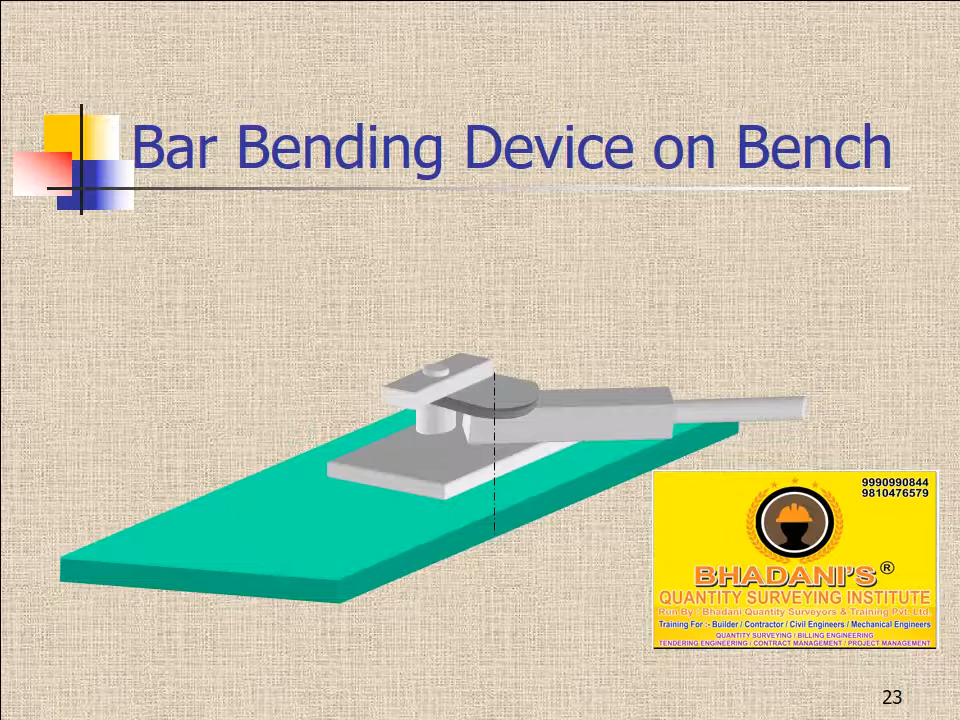 Bar Bending Device on Bench
9990990844
9810476579
BHADANI'S®
QUANTITY SURVEYING INSTITUTE
Run By:- Bhadani Quantity Surveyors & Training Pvt. Ltd.
Training For :- Builder / Contractor / Civil Engineers / Mechanical Engineers
QUANTITY SURVEYING / BILLING ENGINEERING
TENDERING ENGINEERING / CONTRACT MANAGEMENT / PROJECT MANAGEMENT
23